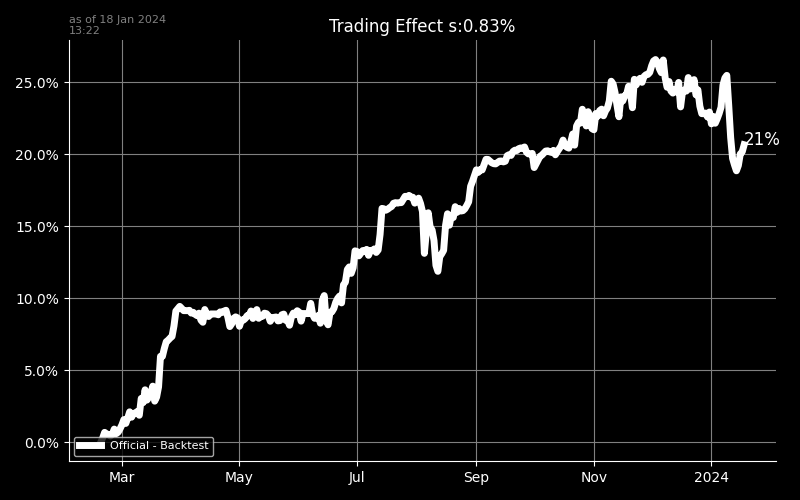 as of 18 Jan 2024
13:22
Trading Effect s:0.83%
25.0%
21%
20.0%
15.0%
10.0%
5.0%
0.0%
Official - Backtest
Mar May Jul Sep Nov 2024